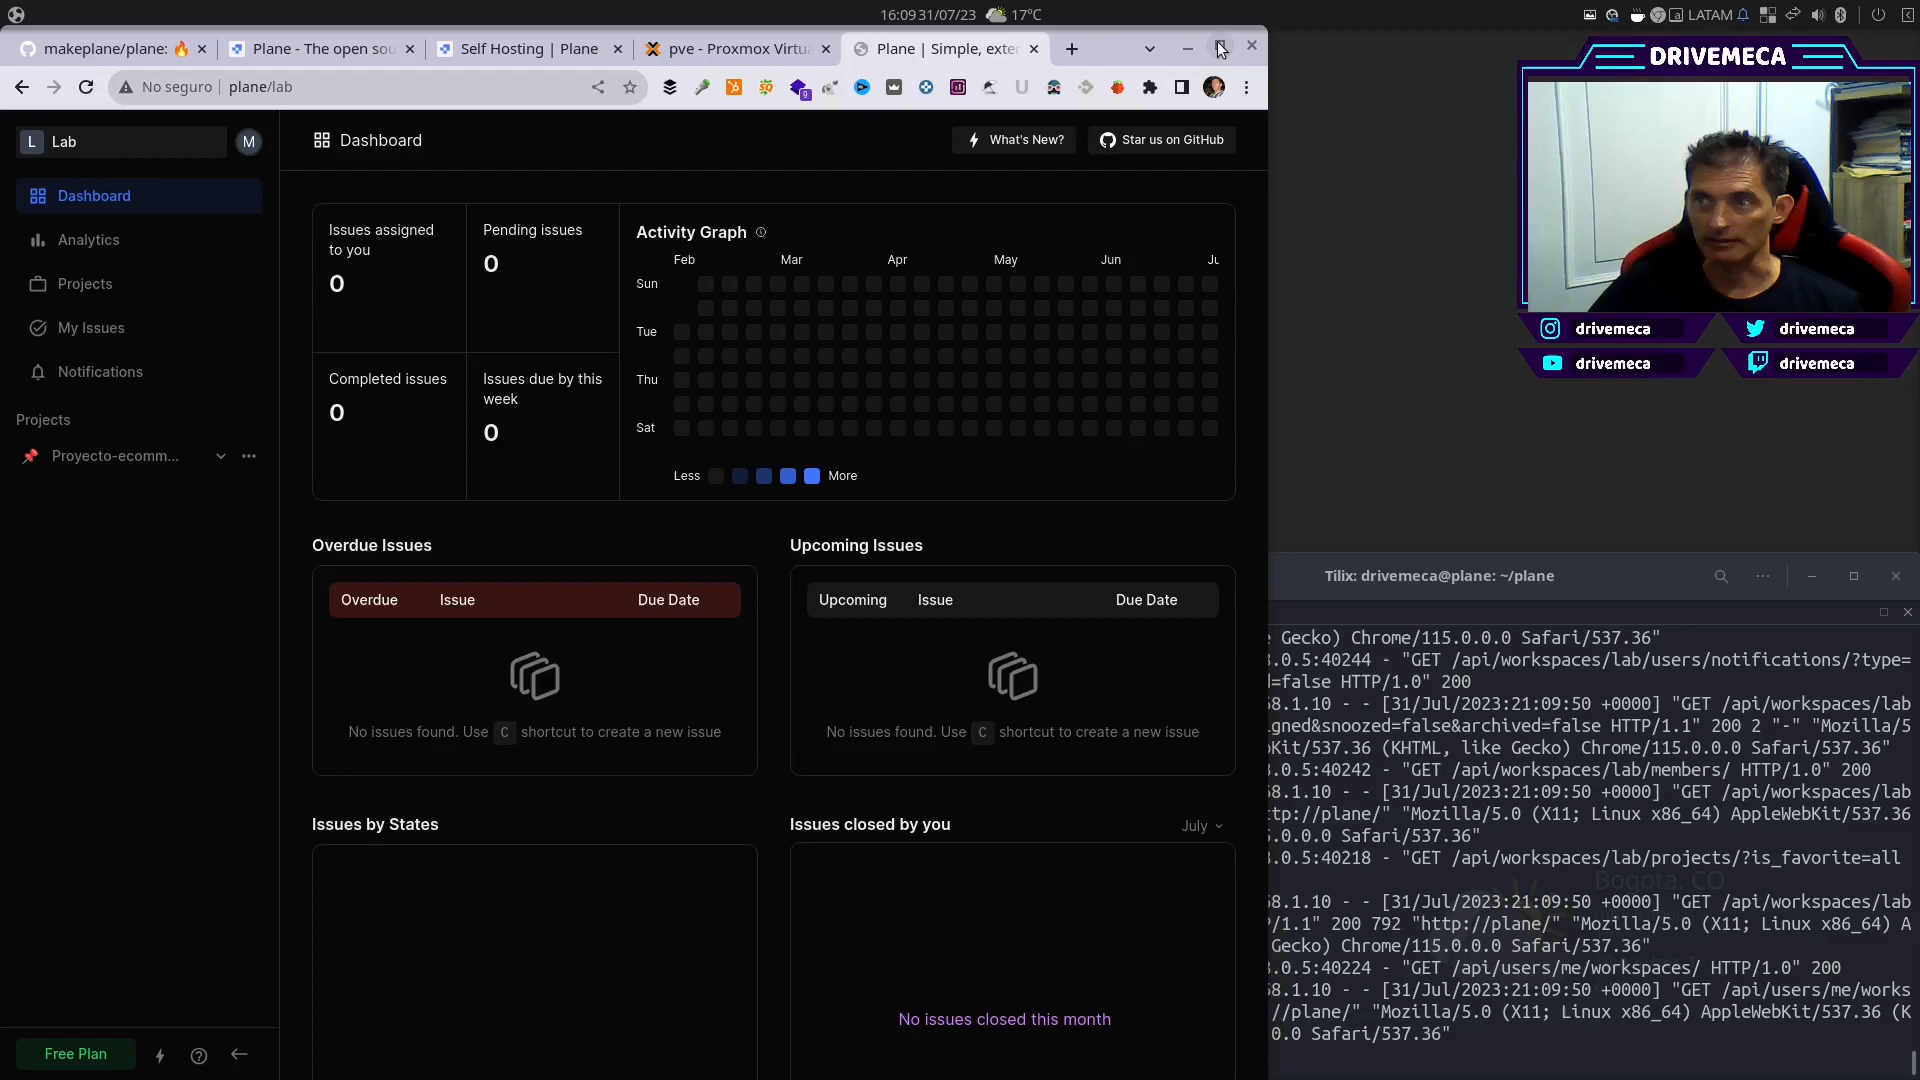 16:09 31/07/23 17°C
LATAM
makeplane/plane: 🔥
Plane - The open sou
Self Hosting | Plane
pve - Proxmox Virtua
Plane | Simple, exter
No seguro
plane/lab
9
L Lab
M
Dashboard
Analytics
Projects
My Issues
Notifications
Projects
Proyecto-ecomm...
Free Plan
Dashboard
What's New?
Star us on GitHub
Issues assigned
to you
0
Pending issues
0
Completed issues
0
Issues due by this
week
0
Activity Graph
Feb Mar Apr May Jun Ju
Sun
Tue
Thu
Sat
Less More
Overdue Issues
Overdue Issue Due Date
No issues found. Use C shortcut to create a new issue
Upcoming Issues
Upcoming Issue Due Date
No issues found. Use C shortcut to create a new issue
Issues by States
Issues closed by you
July
No issues closed this month
DRIVEMECA
drivemeca
drivemeca
drivemeca
drivemeca
Tilix: drivemeca@plane: ~/plane
e Gecko) Chrome/115.0.0.0 Safari/537.36"
.0.5:40244 - "GET /api/workspaces/lab/users/notifications/?type=
d=false HTTP/1.0" 200
58.1.10 - - [31/Jul/2023:21:09:50 +0000] "GET /api/workspaces/lab
gned&snoozed=false&archived=false HTTP/1.1" 200 2 "-" "Mozilla/5
Kit/537.36 (KHTML, like Gecko) Chrome/115.0.0.0 Safari/537.36"
.0.5:40242 - "GET /api/workspaces/lab/members/ HTTP/1.0" 200
58.1.10 - - [31/Jul/2023:21:09:50 +0000] "GET /api/workspaces/lab
tp://plane/" "Mozilla/5.0 (X11; Linux x86_64) AppleWebKit/537.36
.0.0.0 Safari/537.36"
.0.5:40218 - "GET /api/workspaces/lab/projects/?is_favorite=all
Bogota, CO
58.1.10 - - [31/Jul/2023:21:09:50 +0000] "GET /api/workspaces/lab
/1.1" 200 792 "http://plane/" "Mozilla/5.0 (X11; Linux x86_64) A
Gecko) Chrome/115.0.0.0 Safari/537.36"
.0.5:40224 - "GET /api/users/me/workspaces/ HTTP/1.0" 200
58.1.10 - - [31/Jul/2023:21:09:50 +0000] "GET /api/users/me/works
//plane/" "Mozilla/5.0 (X11; Linux x86_64) AppleWebKit/537.36 (K
0.0 Safari/537.36"